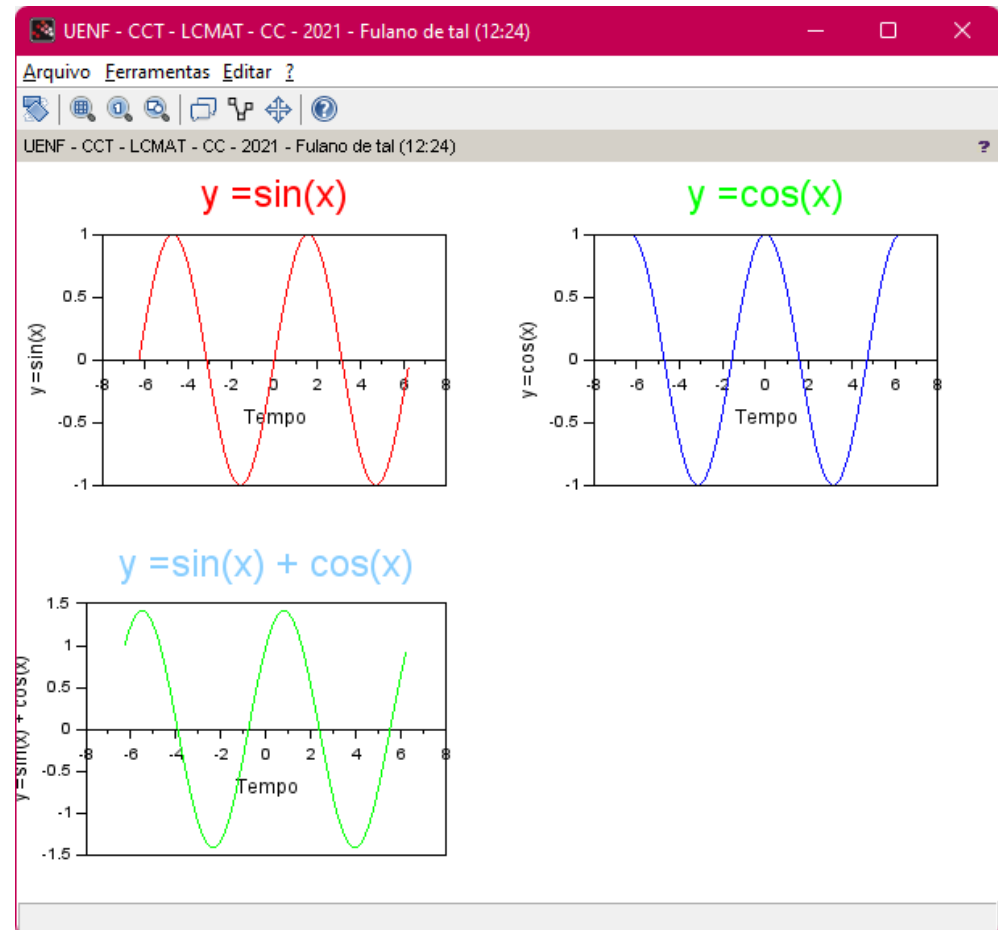 UENF - CCT - LCMAT - CC - 2021 - Fulano de tal (12:24)
Arquivo Ferramentas Editar ?
UENF - CCT - LCMAT - CC - 2021 - Fulano de tal (12:24) ?
y =sin(x)
1
0.5
0
-0.5
-1
y=sin(x)
-8 -6 -4 -2 0 2 4 6 8
Tempo
y =cos(x)
1
0.5
0
-0.5
-1
y=cos(x)
-8 -6 -4 -2 0 2 4 6 8
Tempo
y =sin(x) + cos(x)
1.5
1
0.5
0
-0.5
-1
-1.5
y=sin(x) + cos(x)
-8 -6 -4 -2 0 2 4 6 8
Tempo